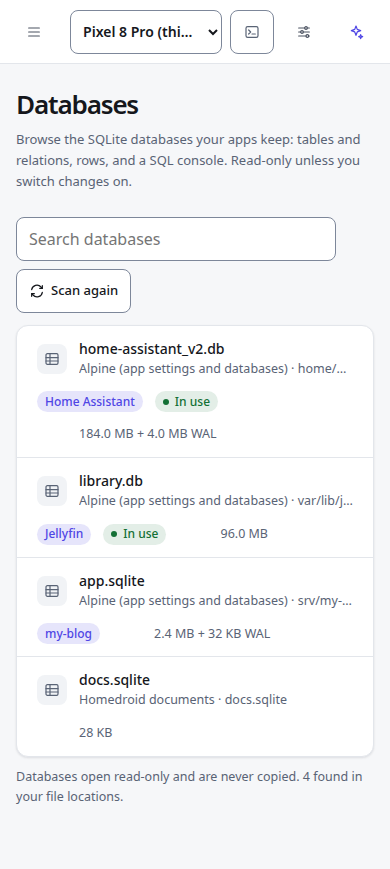 Pixel 8 Pro (thi...
Databases
Browse the SQLite databases your apps keep: tables and
relations, rows, and a SQL console. Read-only unless you
switch changes on.
Search databases
Scan again
home-assistant_v2.db
Alpine (app settings and databases) · home/...
Home Assistant
In use
184.0 MB + 4.0 MB WAL
library.db
Alpine (app settings and databases) · var/lib/j...
Jellyfin
In use
96.0 MB
app.sqlite
Alpine (app settings and databases) · srv/my-...
my-blog
2.4 MB + 32 KB WAL
docs.sqlite
Homedroid documents · docs.sqlite
28 KB
Databases open read-only and are never copied. 4 found in
your file locations.